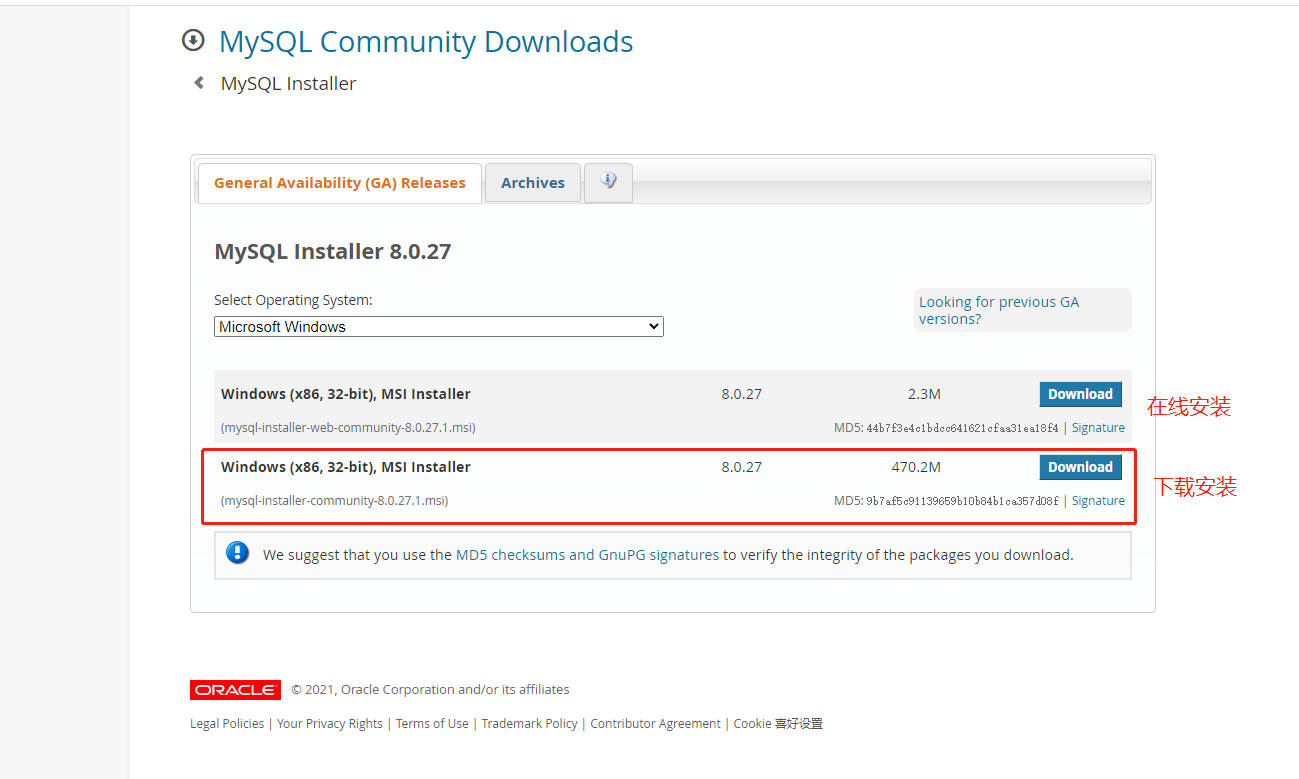 MySQL Community Downloads
MySQL Installer
General Availability (GA) Releases
Archives
MySQL Installer 8.0.27
Select Operating System:
Looking for previous GA
versions?
Microsoft Windows
Windows (x86, 32-bit), MSI Installer 8.0.27 2.3M Download
在线安装
(mysql-installer-web-community-8.0.27.1.msi) MD5: 44b7f3e4c1bdcc641621cfaa31ea18f4 | Signature
Windows (x86, 32-bit), MSI Installer 8.0.27 470.2M Download
下载安装
(mysql-installer-community-8.0.27.1.msi) MD5: 9b7af5c91139659b10b84b1ca357d08f | Signature
We suggest that you use the MD5 checksums and GnuPG signatures to verify the integrity of the packages you download.
ORACLE © 2021, Oracle Corporation and/or its affiliates
Legal Policies | Your Privacy Rights | Terms of Use | Trademark Policy | Contributor Agreement | Cookie 喜好设置